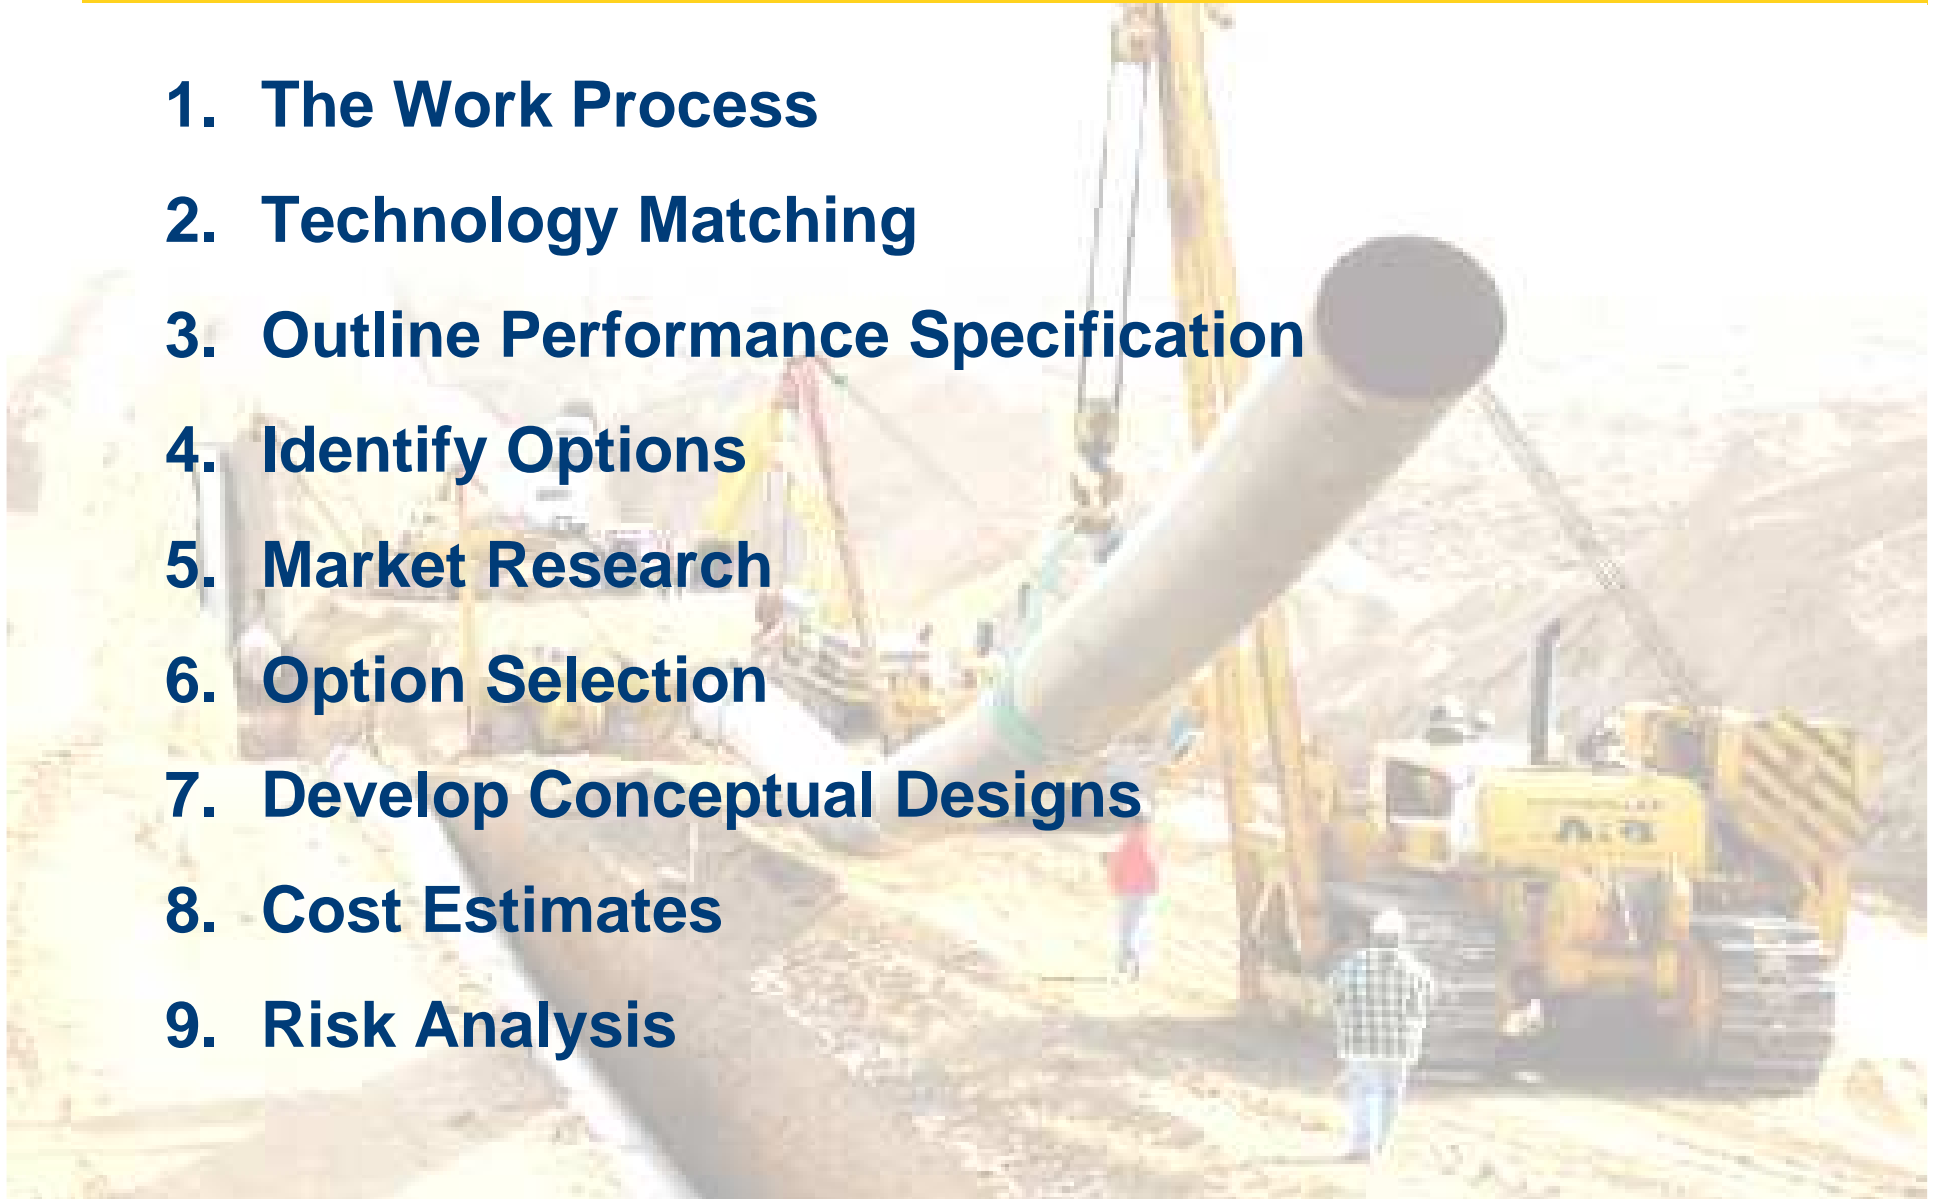 1. The Work Process
2. Technology Matching
3. Outline Performance Specification
4. Identify Options
5. Market Research
6. Option Selection
7. Develop Conceptual Designs
8. Cost Estimates
9. Risk Analysis